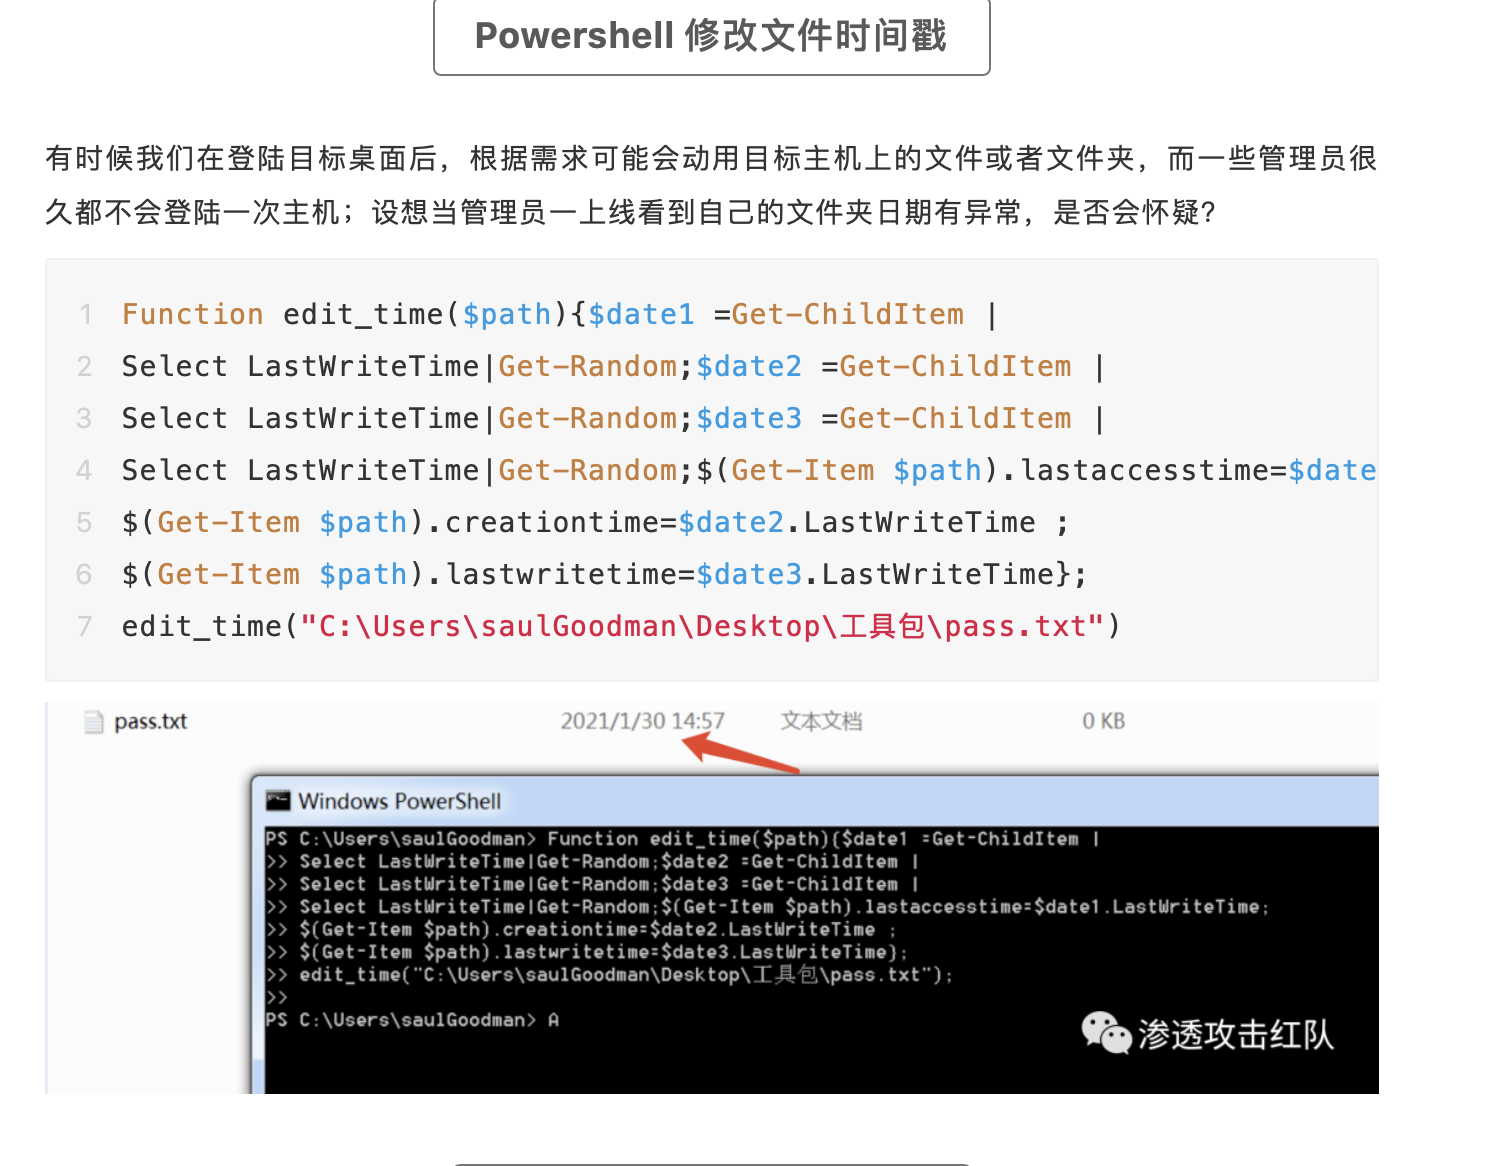 Powershell 修改文件时间戳
有时候我们在登陆目标桌面后，根据需求可能会动用目标主机上的文件或者文件夹，而一些管理员很
久都不会登陆一次主机；设想当管理员一上线看到自己的文件夹日期有异常，是否会怀疑？
1 Function edit_time($path){$date1 =Get-ChildItem |
2 Select LastWriteTime|Get-Random;$date2 =Get-ChildItem |
3 Select LastWriteTime|Get-Random;$date3 =Get-ChildItem |
4 Select LastWriteTime|Get-Random;$(Get-Item $path).lastaccesstime=$date
5 $(Get-Item $path).creationtime=$date2.LastWriteTime ;
6 $(Get-Item $path).lastwritetime=$date3.LastWriteTime};
7 edit_time("C:\Users\saulGoodman\Desktop\工具包\pass.txt")
pass.txt 2021/1/30 14:57 文本文档 0 KB
Windows PowerShell
PS C:\Users\saulGoodman> Function edit_time($path){$date1 =Get-ChildItem |
>> Select LastWriteTime|Get-Random;$date2 =Get-ChildItem |
>> Select LastWriteTime|Get-Random;$date3 =Get-ChildItem |
>> Select LastWriteTime|Get-Random;$(Get-Item $path).lastaccesstime=$date1.LastWriteTime;
>> $(Get-Item $path).creationtime=$date2.LastWriteTime ;
>> $(Get-Item $path).lastwritetime=$date3.LastWriteTime};
>> edit_time("C:\Users\saulGoodman\Desktop\工具包\pass.txt");
>>
PS C:\Users\saulGoodman> A
渗透攻击红队